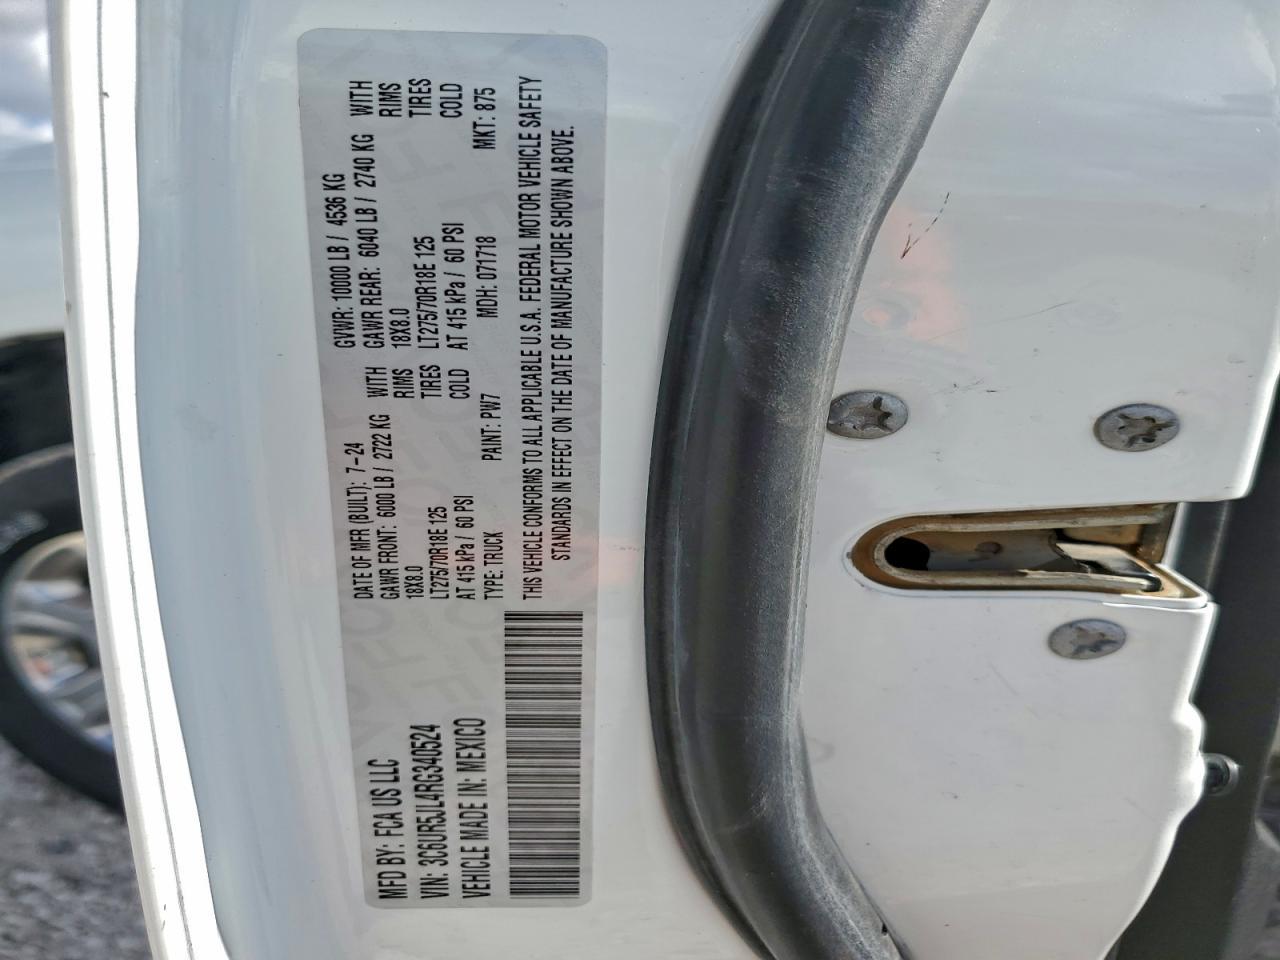 MFD BY: FCA US LLC
VIN: 3C6UR5JL4RG340524
VEHICLE MADE IN: MEXICO
DATE OF MFR (BUILT): 7-24 GVWR: 10000 LB / 4536 KG
GAWR FRONT: 6000 LB / 2722 KG WITH GAWR REAR: 6040 LB / 2740 KG WITH
18X8.0 RIMS 18X8.0 RIMS
LT275/70R18E 125 TIRES LT275/70R18E 125 TIRES
AT 415 kPa / 60 PSI COLD AT 415 kPa / 60 PSI COLD
TYPE: TRUCK PAINT: PW7 MDH: 071718 MKT: 875
THIS VEHICLE CONFORMS TO ALL APPLICABLE U.S.A. FEDERAL MOTOR VEHICLE SAFETY
STANDARDS IN EFFECT ON THE DATE OF MANUFACTURE SHOWN ABOVE.